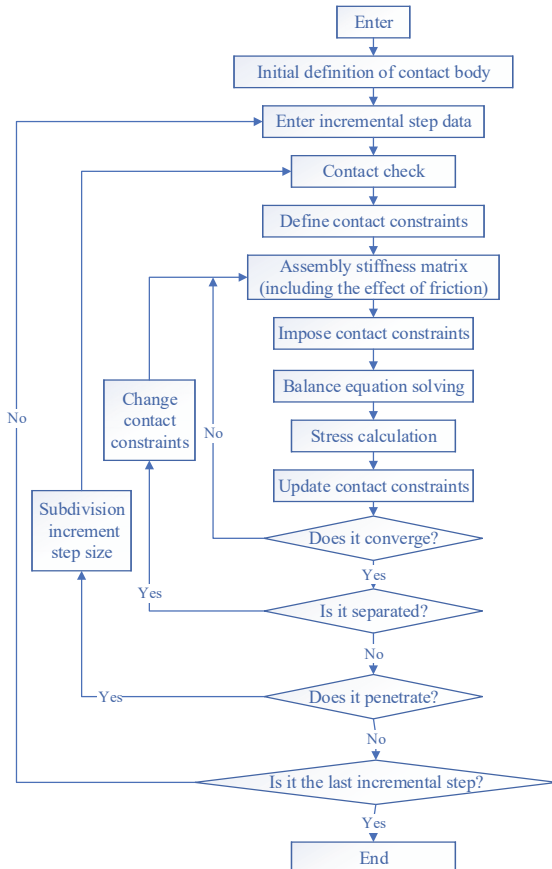 Enter
Initial definition of contact body
Enter incremental step data
Contact check
Define contact constraints
Assembly stiffness matrix
(including the effect of friction)
Impose contact constraints
Balance equation solving
Change
contact
constraints
No
No
Stress calculation
Update contact constraints
Subdivision
increment
step size
Does it converge?
Yes
Yes
Is it separated?
No
Does it penetrate?
Yes
No
Is it the last incremental step?
Yes
End